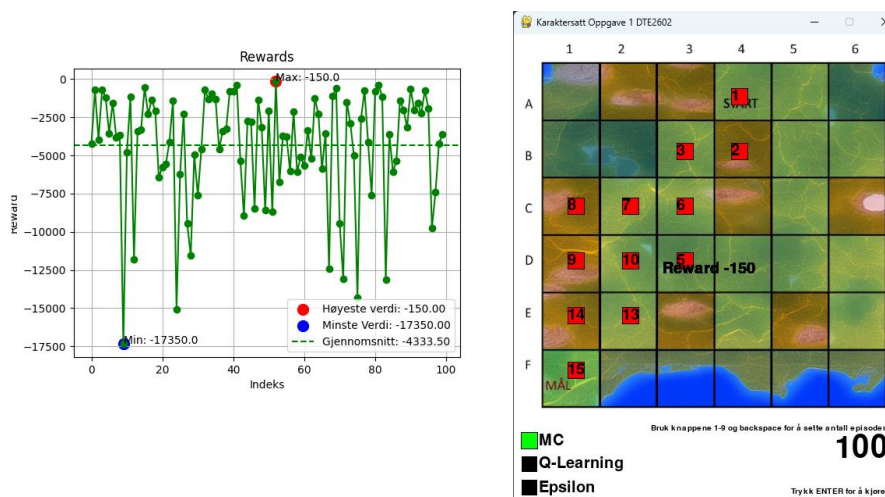 Rewards
Max: -150.0
0
-2500
-5000
-7500
-10000
-12500
-15000
-17500
Reward
Min: -17350.0
Høyeste verdi: -150.00
Minste Verdi: -17350.00
Gjennomsnitt: -4333.50
0 20 40 60 80 100
Indeks
Karaktersatt Oppgave 1 DTE2602
1 2 3 4 5 6
A 1
START
B 3 2
C 8 7 6
D 9 10 5
Reward -150
E 14 13
F 15
MÅL
Bruk knappene 1-9 og backspace for å sette antall episoder
100
MC
Q-Learning
Epsilon
Trykk ENTER for å kjøre